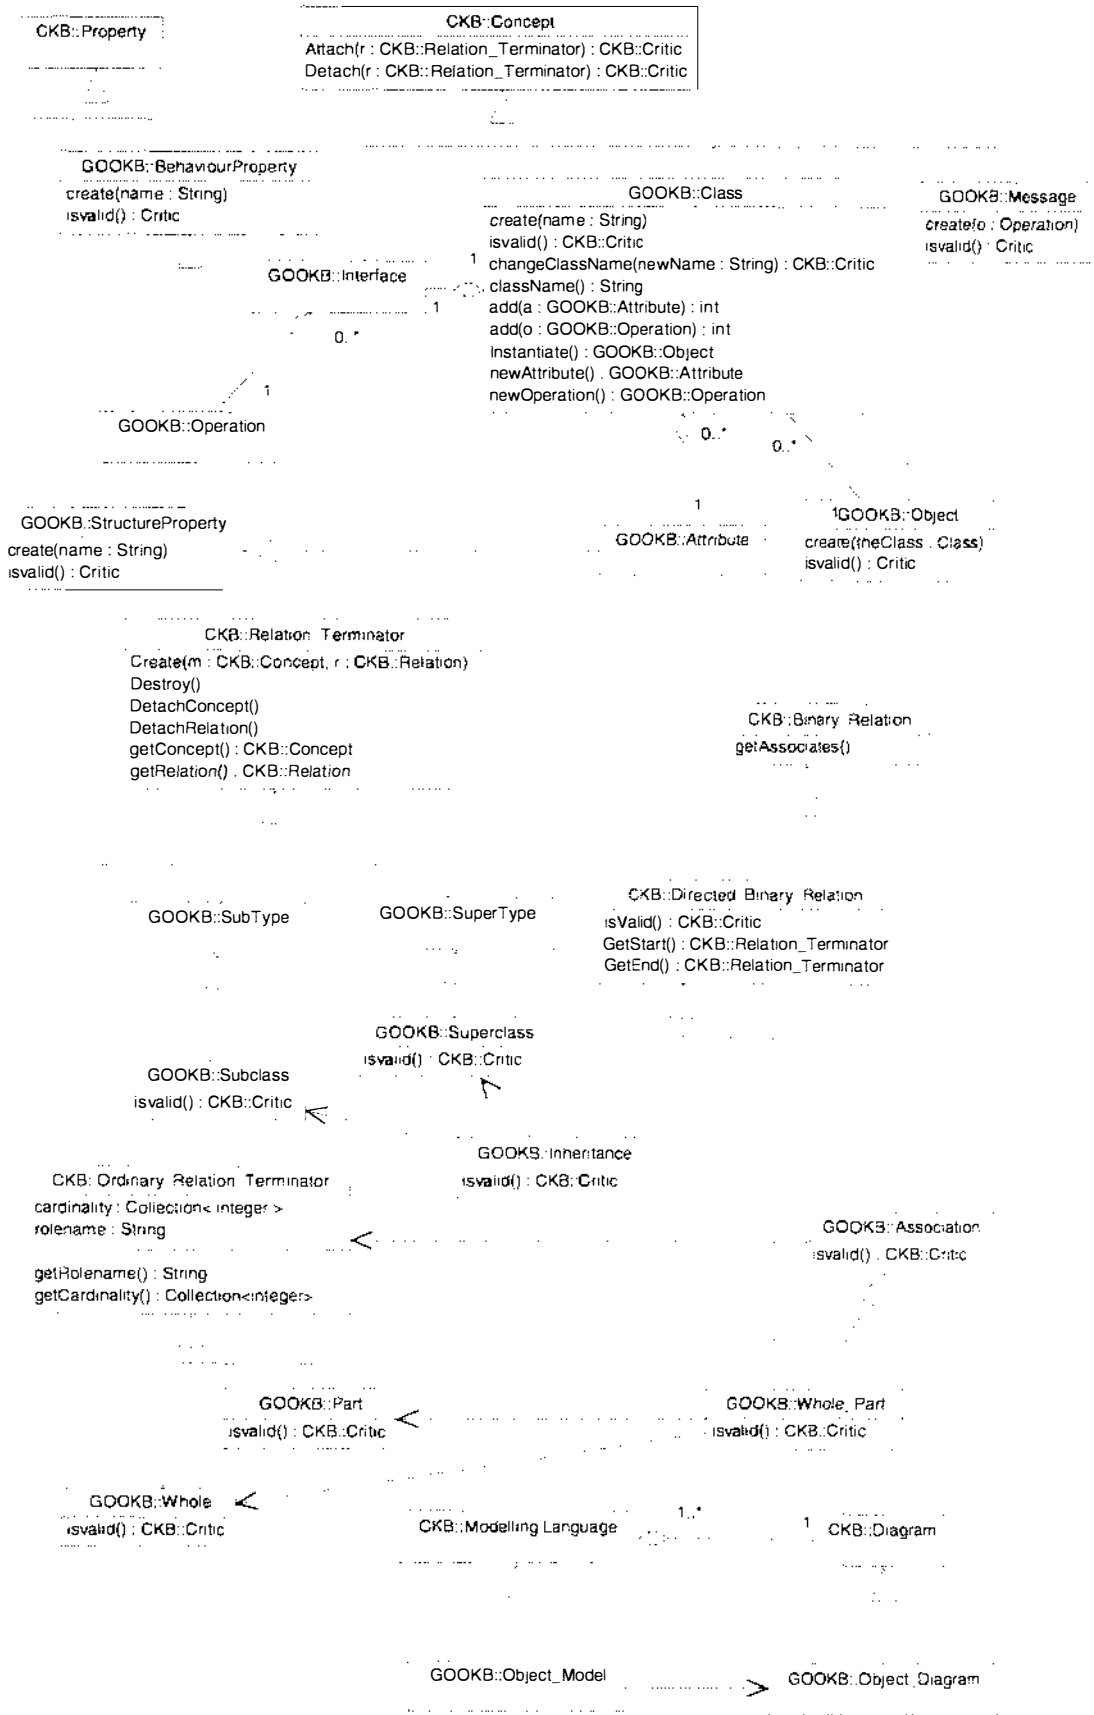 CKB::Property
CKB::Concept
Attach(r : CKB::Relation_Terminator) : CKB::Critic
Detach(r : CKB::Relation_Terminator) : CKB::Critic
GOOKB::BehaviourProperty
create(name : String)
isvalid() : Critic
GOOKB::Class
create(name : String)
isvalid() : CKB::Critic
changeClassName(newName : String) : CKB::Critic
className() : String
add(a : GOOKB::Attribute) : int
add(o : GOOKB::Operation) : int
Instantiate() : GOOKB::Object
newAttribute() : GOOKB::Attribute
newOperation() : GOOKB::Operation
GOOKB::Message
create(o : Operation)
isvalid() : Critic
GOOKB::Interface
1
1
0..*
1
GOOKB::Operation
0..*
0..*
1
1
GOOKB::StructureProperty
create(name : String)
isvalid() : Critic
GOOKB::Attribute
GOOKB::Object
create(theClass : Class)
isvalid() : Critic
CKB::Relation Terminator
Create(m : CKB::Concept, r : CKB::Relation)
Destroy()
DetachConcept()
DetachRelation()
getConcept() : CKB::Concept
getRelation() : CKB::Relation
CKB::Binary Relation
getAssociates()
GOOKB::SubType
GOOKB::SuperType
CKB::Directed Binary Relation
isValid() : CKB::Critic
GetStart() : CKB::Relation_Terminator
GetEnd() : CKB::Relation_Terminator
GOOKB::Superclass
isvalid() : CKB::Critic
GOOKB::Subclass
isvalid() : CKB::Critic
GOOKB::Inheritance
isvalid() : CKB::Critic
CKB::Ordinary Relation Terminator
cardinality : Collection< integer >
rolename : String
getRolename() : String
getCardinality() : Collection<integer>
GOOKB::Association
isvalid() : CKB::Critic
GOOKB::Part
isvalid() : CKB::Critic
GOOKB::Whole_Part
isvalid() : CKB::Critic
GOOKB::Whole
isvalid() : CKB::Critic
CKB::Modelling Language
1..*
1
CKB::Diagram
GOOKB::Object_Model
GOOKB::Object_Diagram